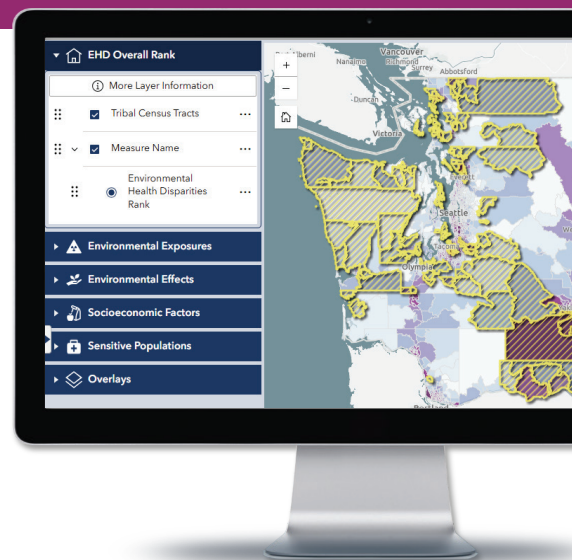 EHD Overall Rank
More Layer Information
Tribal Census Tracts
Measure Name
Environmental
Health Disparities
Rank
Environmental Exposures
Environmental Effects
Socioeconomic Factors
Sensitive Populations
Overlays
+
−
Vancouver
Nanaimo
Richmond
Surrey
Abbotsford
Duncan
Victoria
Everett
Seattle
Tacoma
Olympia
Portland